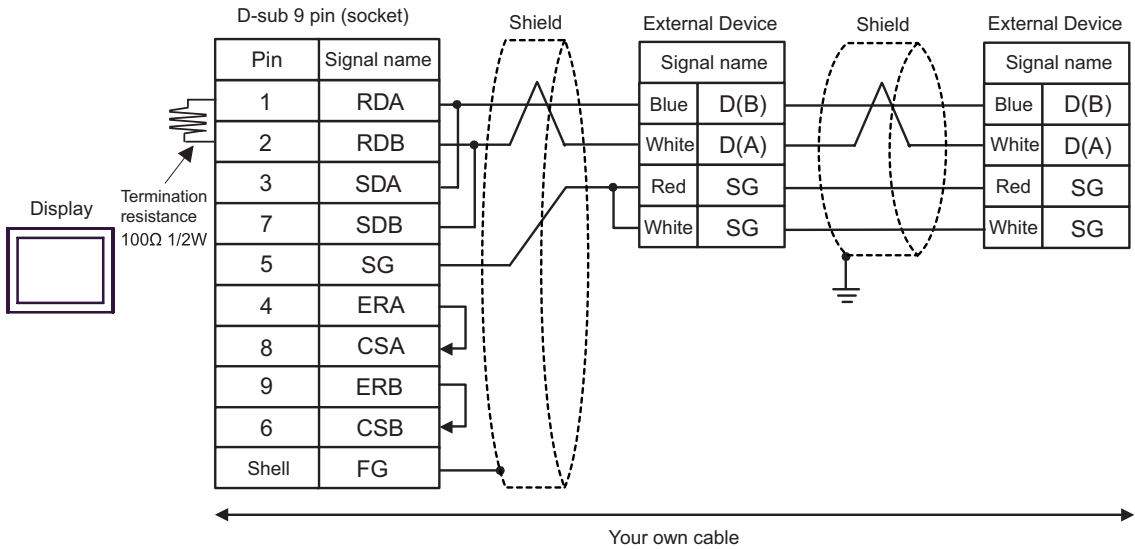 D-sub 9 pin (socket)
Shield
External Device
Shield
External Device
Pin Signal name
Signal name
Signal name
1 RDA
Blue D(B)
Blue D(B)
2 RDB
White D(A)
White D(A)
3 SDA
Red SG
Red SG
7 SDB
White SG
White SG
5 SG
4 ERA
8 CSA
9 ERB
6 CSB
Shell FG
Termination
resistance
100Ω 1/2W
Display
Your own cable